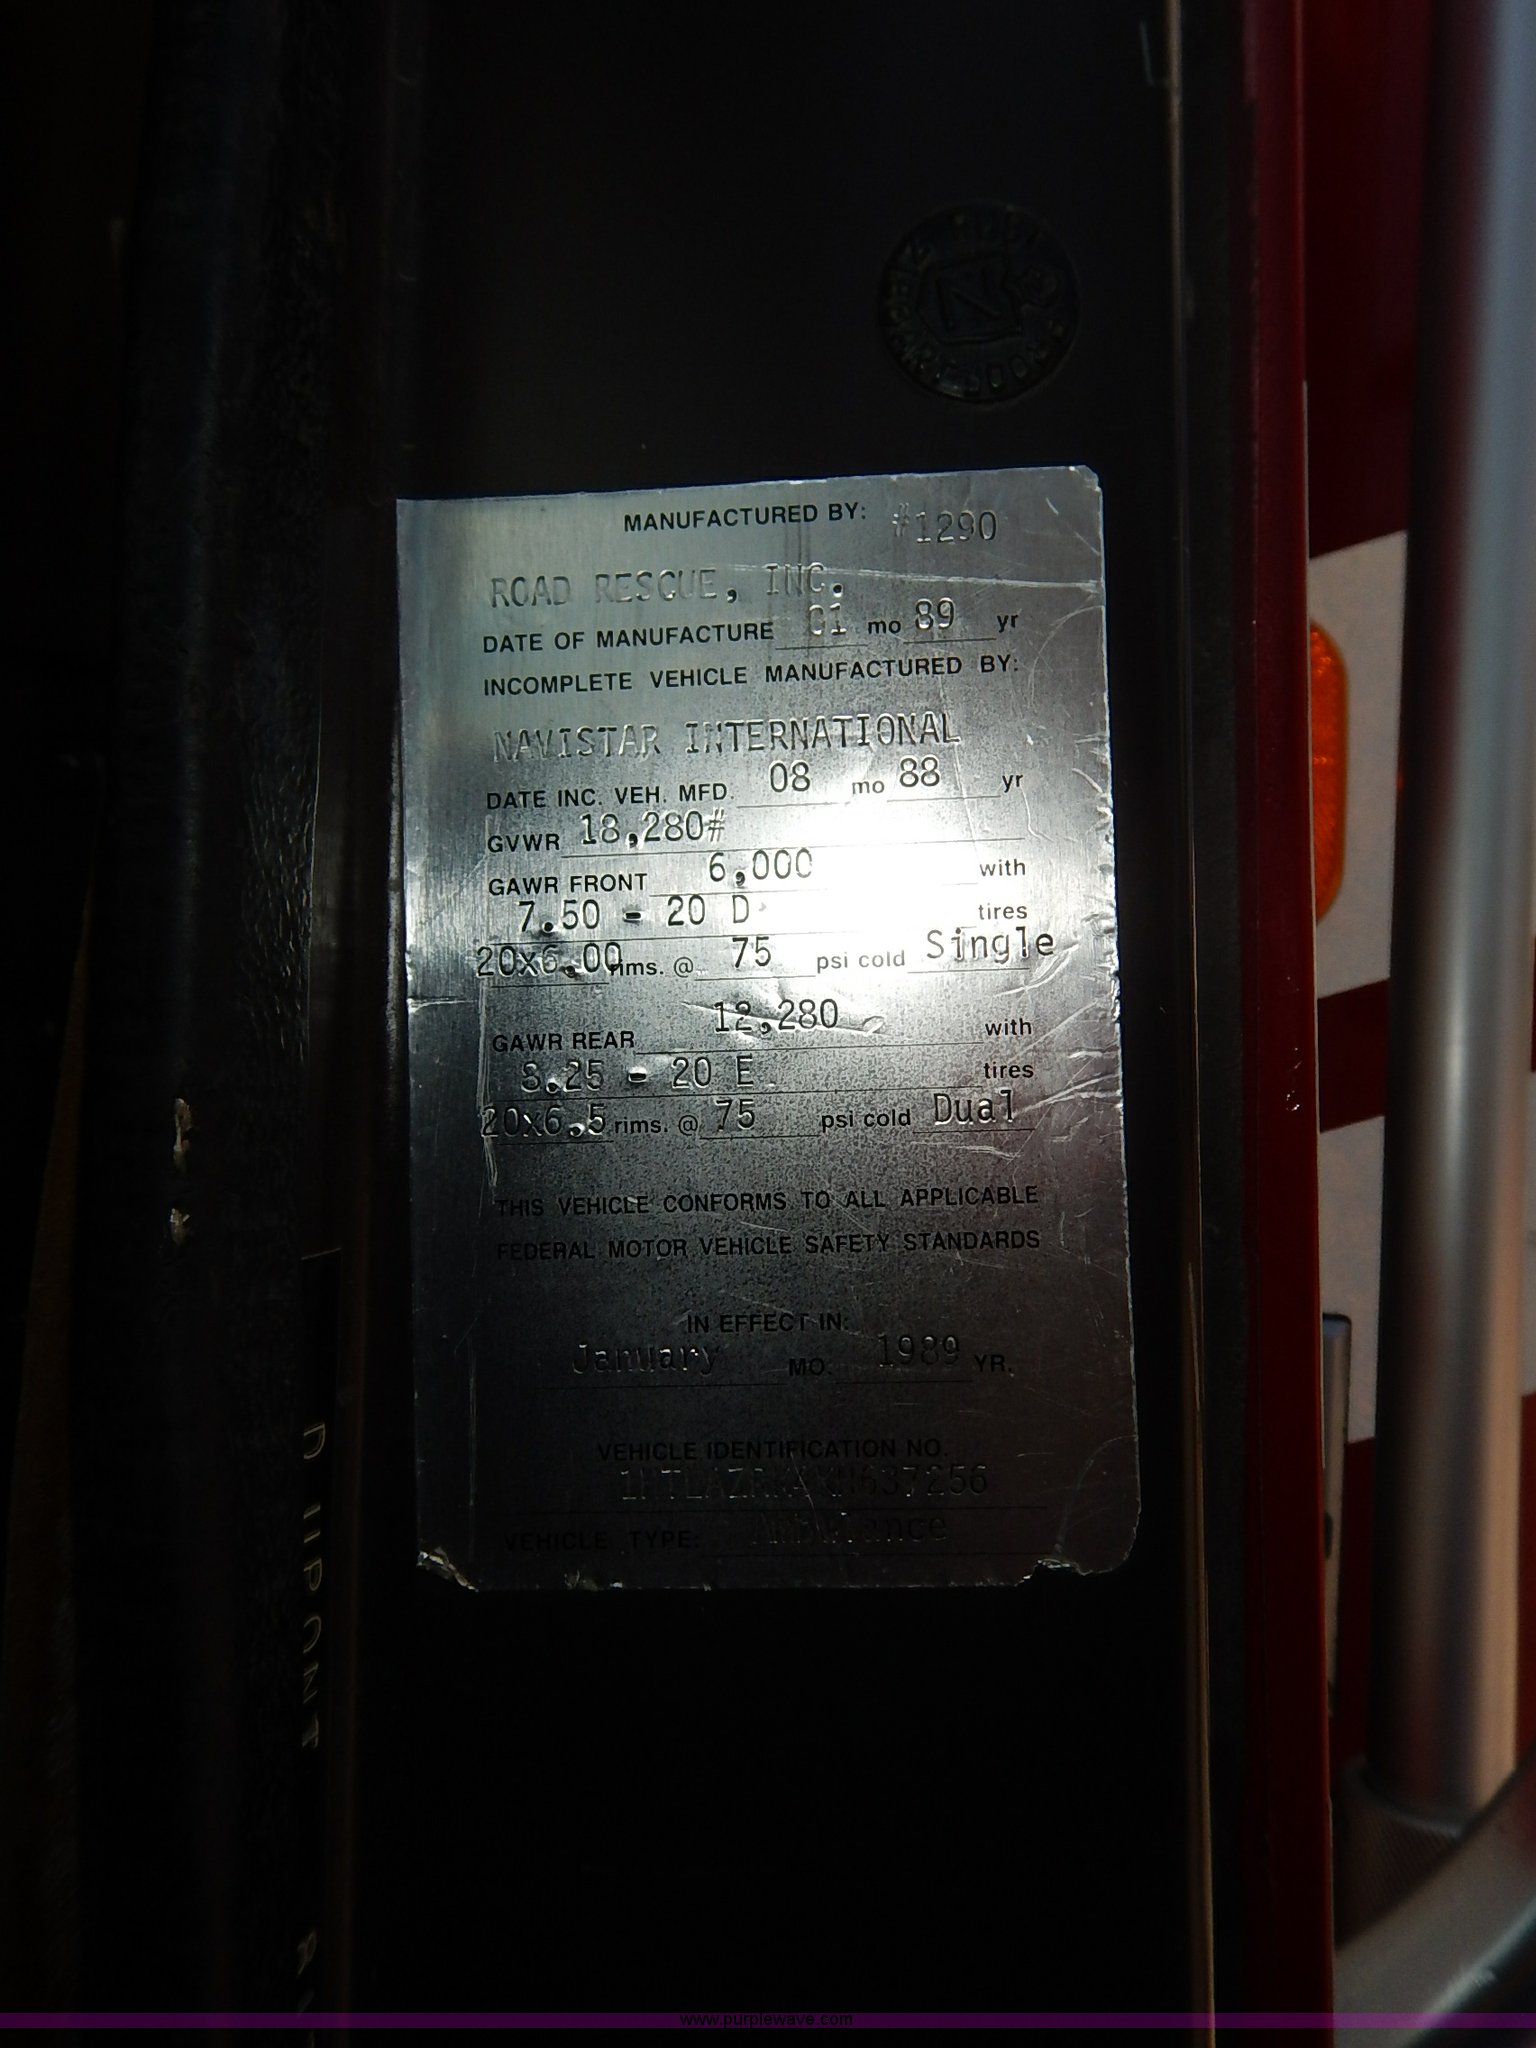 MANUFACTURED BY: #1290
ROAD RESCUE, INC.
DATE OF MANUFACTURE 01 mo 89 yr
INCOMPLETE VEHICLE MANUFACTURED BY:
NAVISTAR INTERNATIONAL
DATE INC. VEH. MFD. 08 mo 88 yr
GVWR 18,280#
GAWR FRONT 6,000 with
7.50 - 20 D tires
20x6.00 rims. @ 75 psi cold Single
GAWR REAR 12,280 with
8.25 - 20 E tires
20x6.5 rims. @ 75 psi cold Dual
THIS VEHICLE CONFORMS TO ALL APPLICABLE
FEDERAL MOTOR VEHICLE SAFETY STANDARDS
IN EFFECT IN:
January MO. 1989 YR.
VEHICLE IDENTIFICATION NO.
VEHICLE TYPE: Ambulance
DUPONT
www.purplewave.com